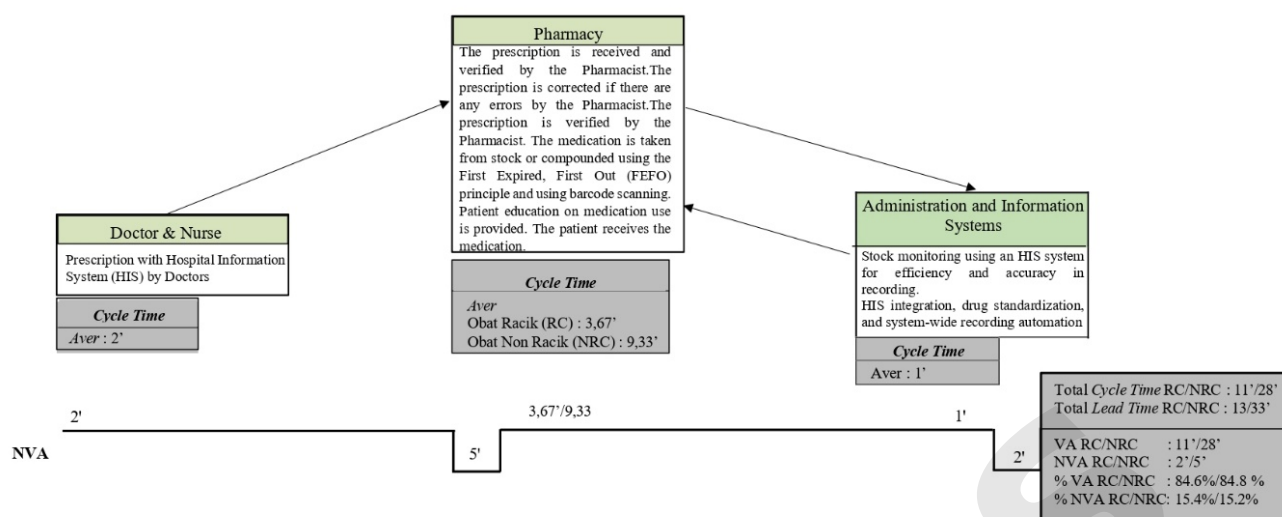 Pharmacy
The prescription is received and
verified by the Pharmacist.The
prescription is corrected if there are
any errors by the Pharmacist.The
prescription is verified by the
Pharmacist. The medication is taken
from stock or compounded using the
First Expired, First Out (FEFO)
principle and using barcode scanning.
Patient education on medication use
is provided. The patient receives the
medication.
Doctor & Nurse
Prescription with Hospital Information
System (HIS) by Doctors
Administration and Information
Systems
Stock monitoring using an HIS system
for efficiency and accuracy in
recording.
HIS integration, drug standardization,
and system-wide recording automation
Cycle Time
Aver : 2’
Cycle Time
Aver
Obat Racik (RC) : 3,67’
Obat Non Racik (NRC) : 9,33’
Cycle Time
Aver : 1’
2'
3,67’/9,33
1'
NVA
5'
2'
Total Cycle Time RC/NRC : 11’/28’
Total Lead Time RC/NRC : 13/33’
VA RC/NRC : 11’/28’
NVA RC/NRC : 2’/5’
% VA RC/NRC : 84.6%/84.8 %
% NVA RC/NRC: 15.4%/15.2%